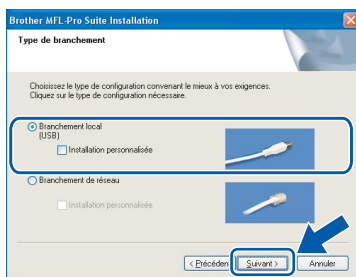 Brother MFL-Pro Suite Installation
Type de branchement
Choisissez le type de configuration convenant le mieux à vos exigences.
Cliquez sur le type de configuration nécessaire.
Branchement local
(USB)
Installation personnalisée
Branchement de réseau
Installation personnalisée
< Précéden
Suivant >
Annuler